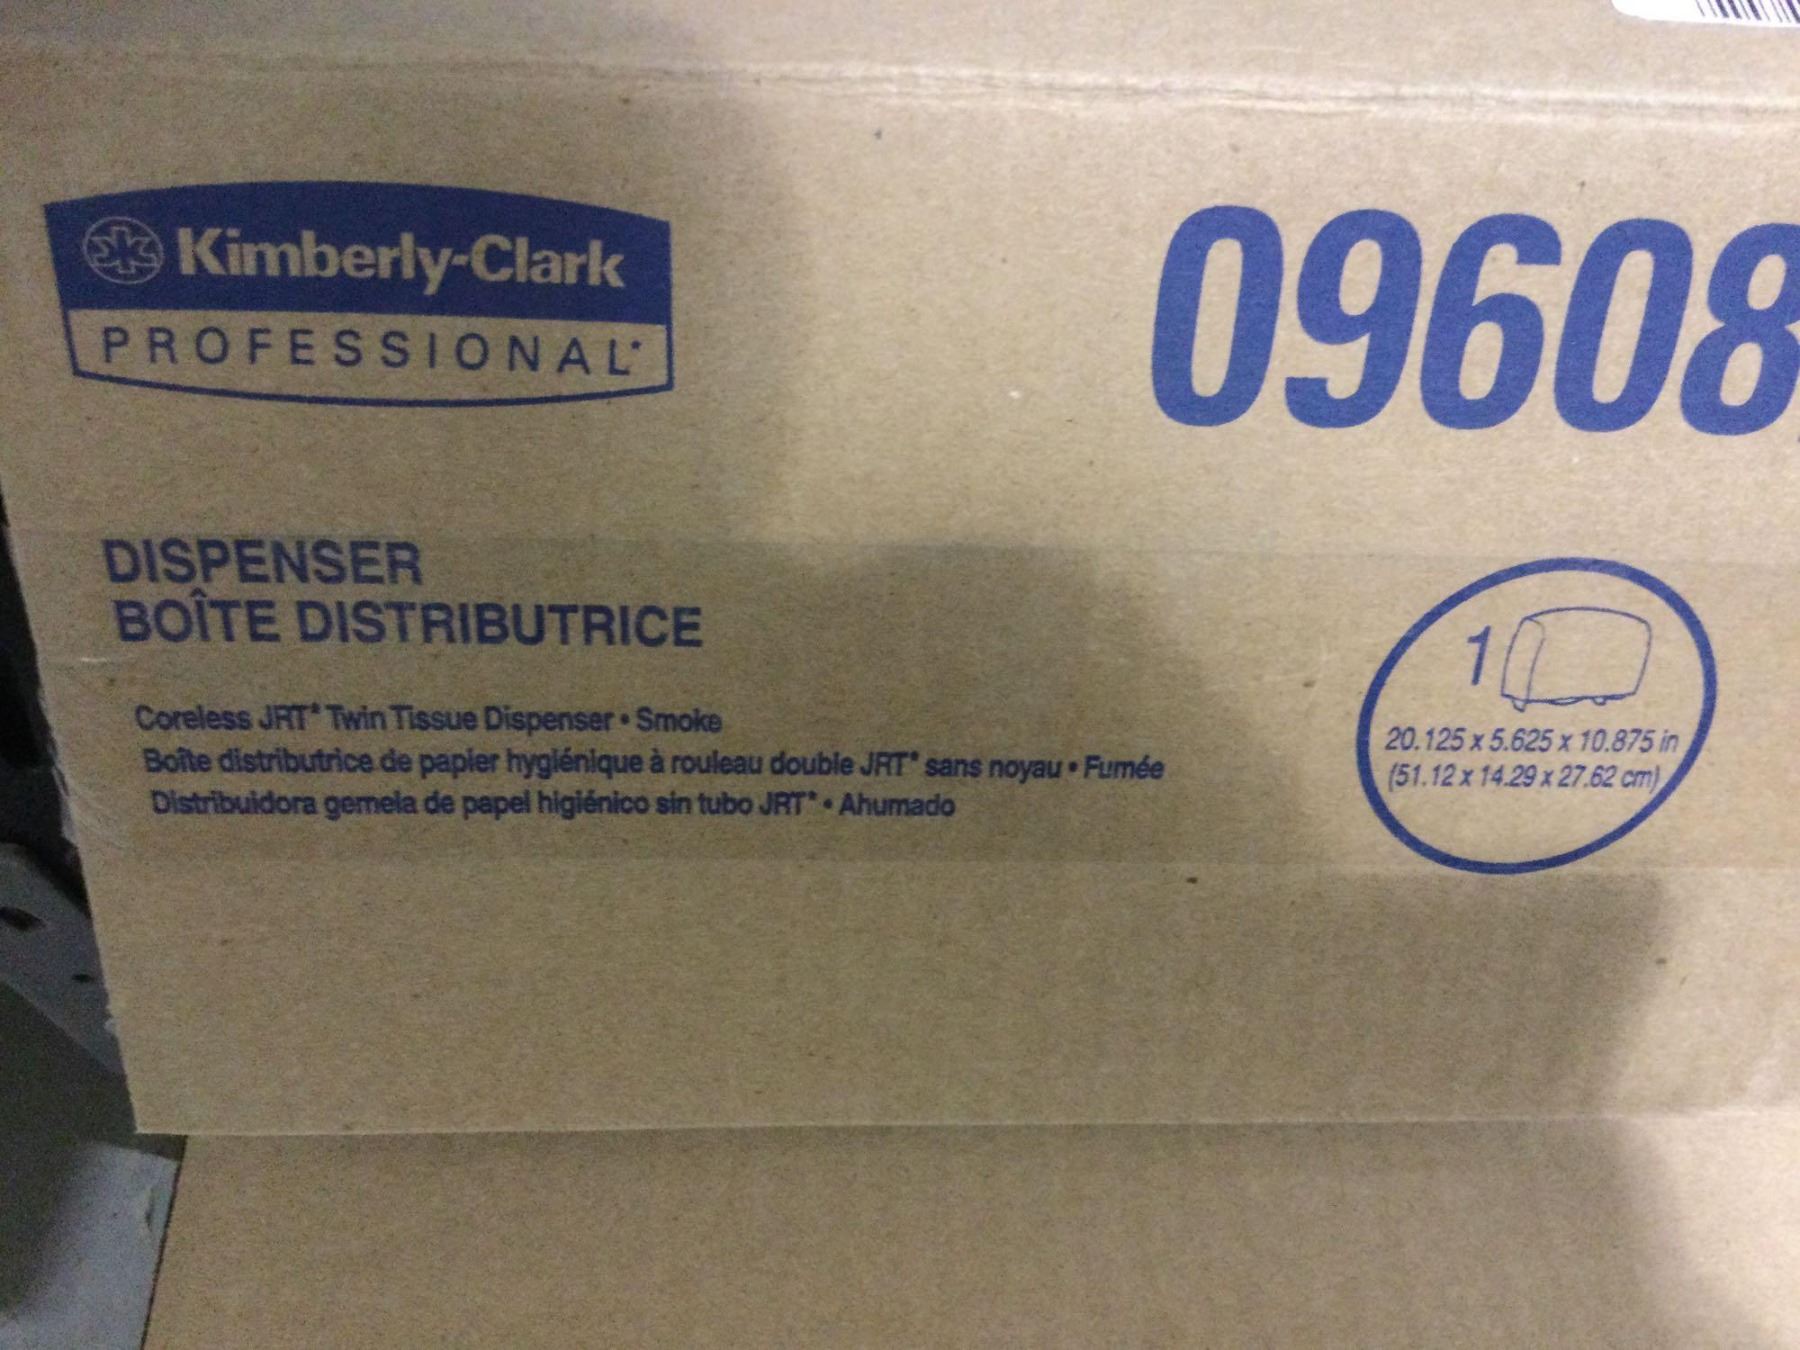 Kimberly-Clark
PROFESSIONAL*
09608
DISPENSER
BOÎTE DISTRIBUTRICE
Coreless JRT* Twin Tissue Dispenser • Smoke
Boîte distributrice de papier hygiénique à rouleau double JRT* sans noyau • Fumée
Distribuidora gemela de papel higiénico sin tubo JRT* • Ahumado
1
20.125 x 5.625 x 10.875 in
(51.12 x 14.29 x 27.62 cm)